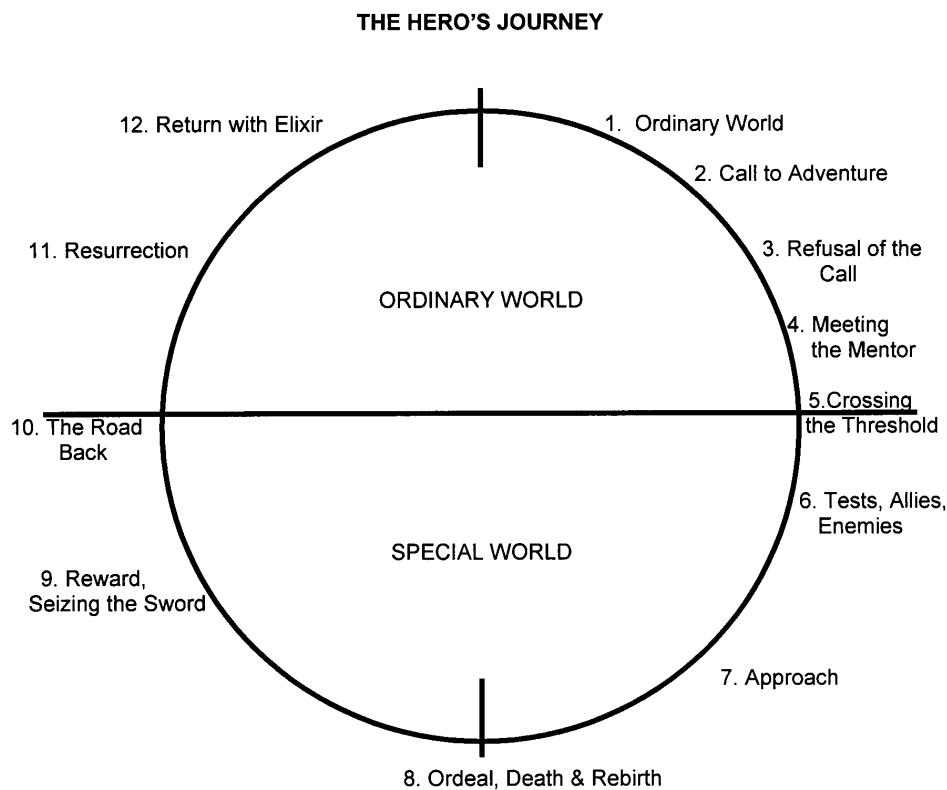 THE HERO'S JOURNEY
12. Return with Elixir
1. Ordinary World
2. Call to Adventure
11. Resurrection
3. Refusal of the
Call
ORDINARY WORLD
4. Meeting
the Mentor
5.Crossing
the Threshold
10. The Road
Back
6. Tests, Allies,
Enemies
SPECIAL WORLD
9. Reward,
Seizing the Sword
7. Approach
8. Ordeal, Death & Rebirth